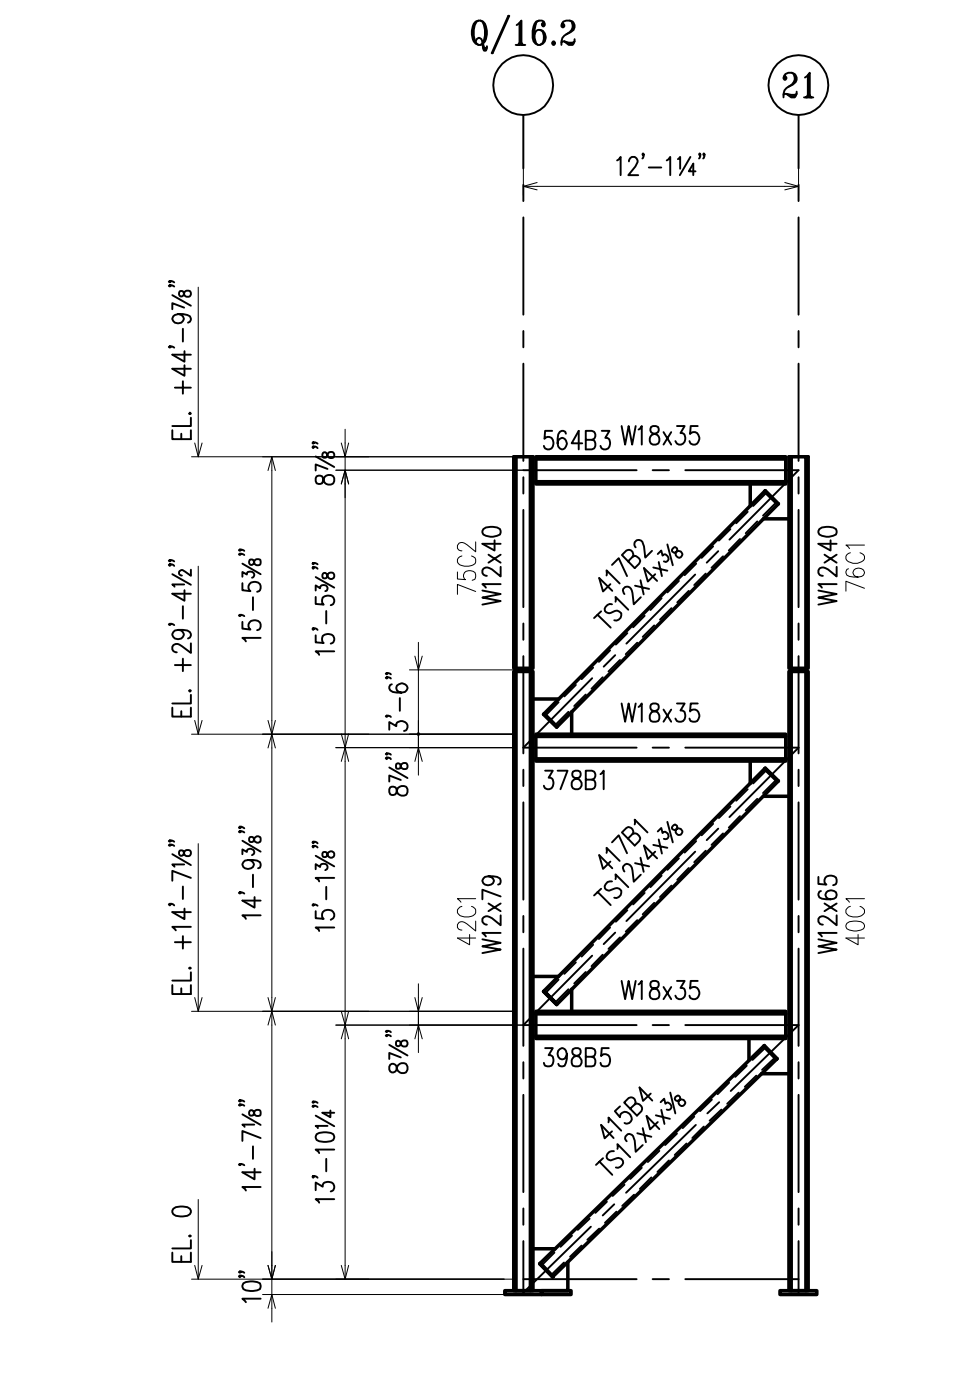 Q/16.2
21
12'-1¼"
EL. +44'-9⅞"
8⅞"
564B3 W18x35
75C2
W12x40
417B2
TS12x4x⅜
W12x40
76C1
15'-5⅜"
15'-5⅜"
EL. +29'-4½"
3'-6"
W18x35
8⅞"
378B1
14'-9⅜"
15'-1⅜"
EL. +14'-7⅛"
42C1
W12x79
417B1
TS12x4x⅜
W12x65
40C1
W18x35
8⅞"
398B5
14'-7⅛"
13'-10¼"
415B4
TS12x4x⅜
EL. 0
10"